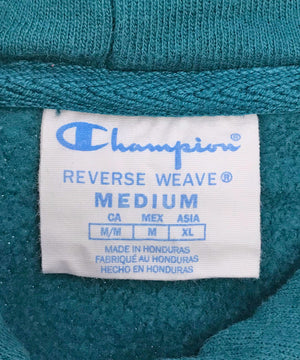 Champion®
REVERSE WEAVE®
MEDIUM
CA MEX ASIA
M/M M XL
MADE IN HONDURAS
FABRIQUÉ AU HONDURAS
HECHO EN HONDURAS